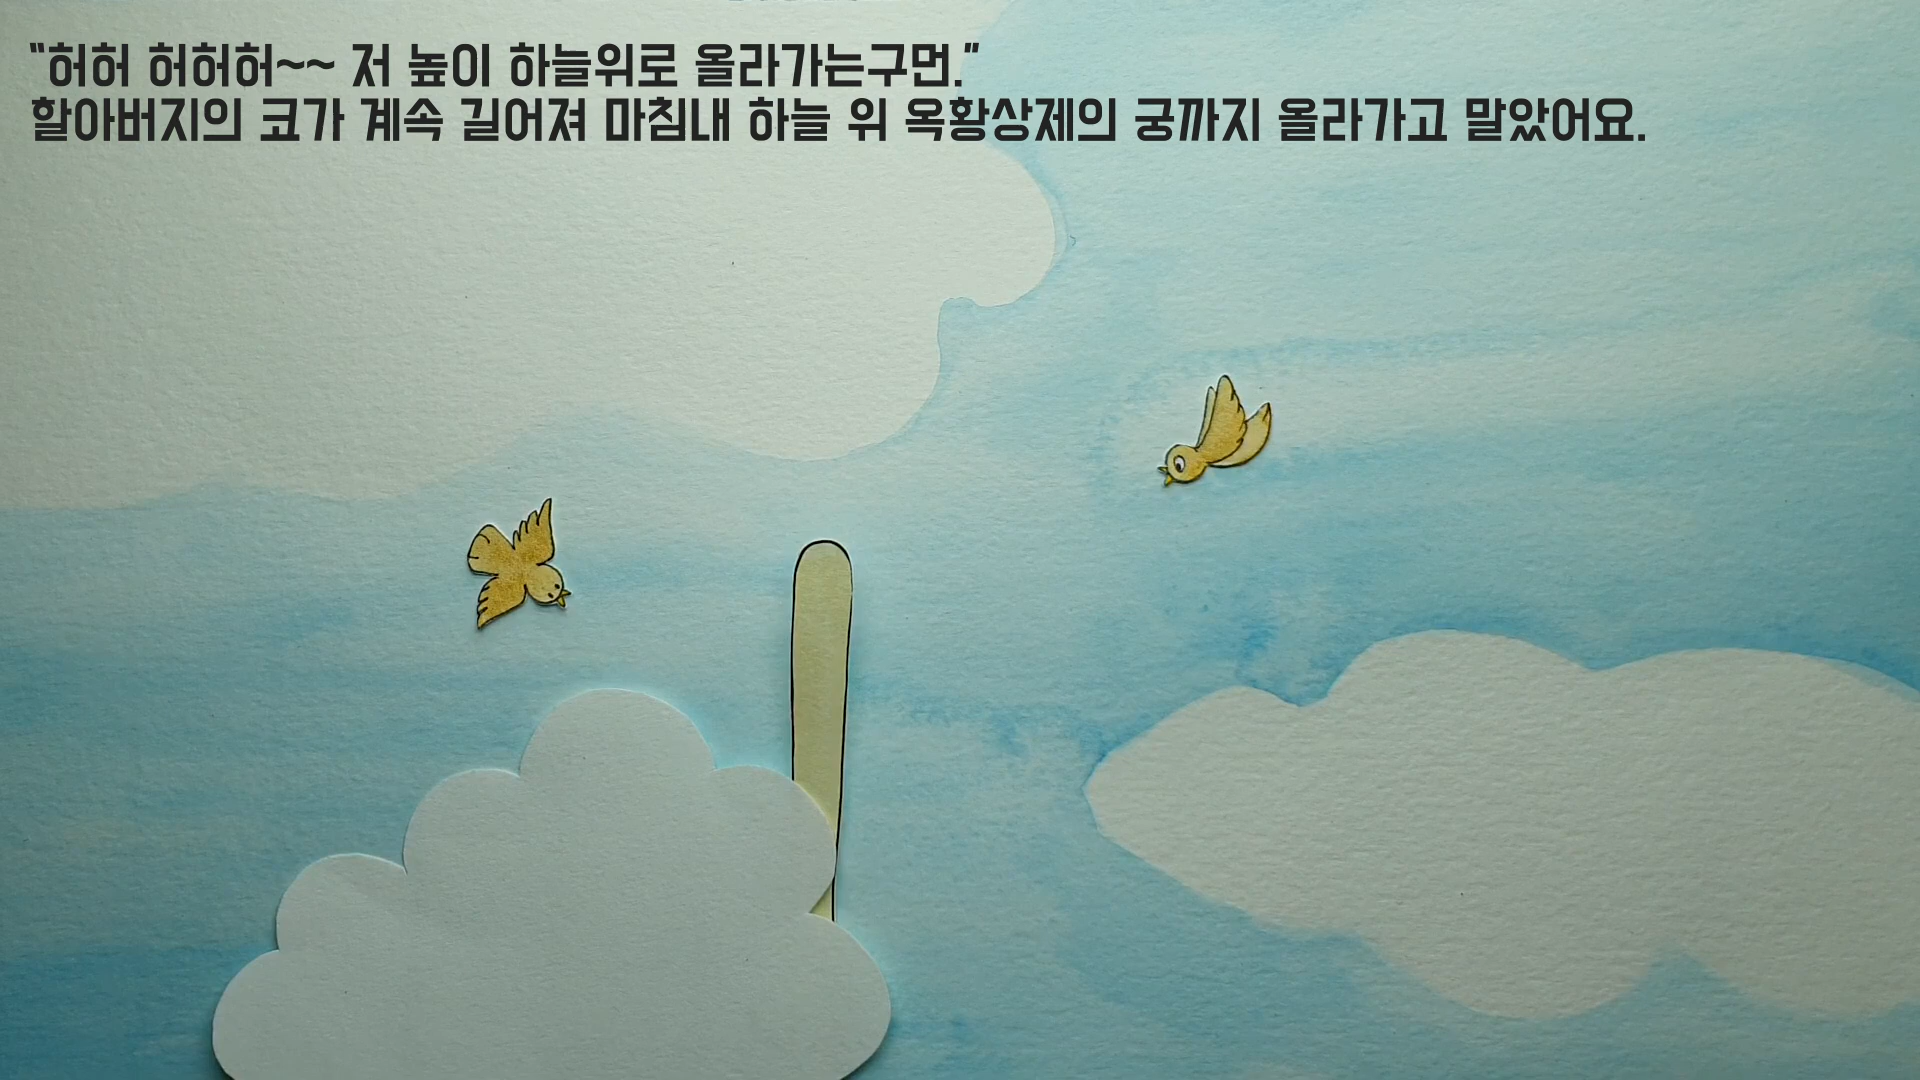 "허허 허허허~~ 저 높이 하늘위로 올라가는구먼."
할아버지의 코가 계속 길어져 마침내 하늘 위 옥황상제의 궁까지 올라가고 말았어요.